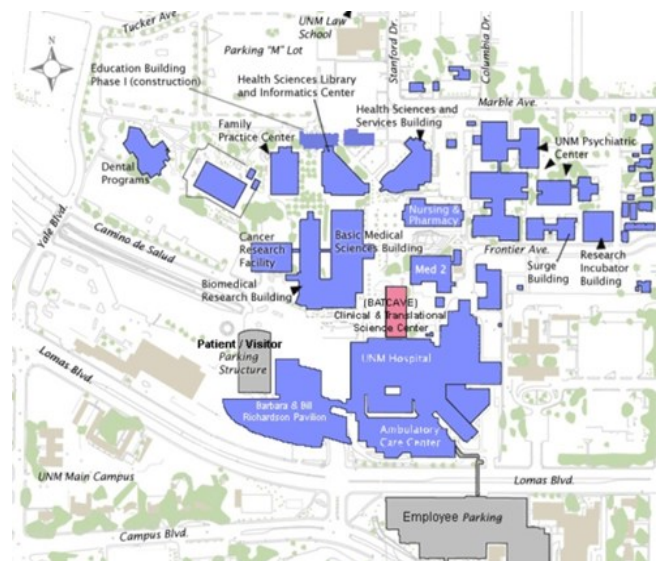 Tucker Ave.
UNM Law
School
Parking "M" Lot
Stanford Dr.
Columbia Dr.
Education Building
Phase I (construction)
Health Sciences Library
and Informatics Center
Health Sciences and
Services Building
Marble Ave.
Family
Practice Center
UNM Psychiatric
Center
Dental
Programs
Nursing &
Pharmacy
Yale Blvd.
Camino de Salud
Cancer
Research
Facility
Basic Medical
Sciences Building
Frontier Ave.
Med 2
Surge
Building
Research
Incubator
Building
Biomedical
Research Building
(BATCAVE)
Clinical & Translational
Science Center
Patient / Visitor
Parking
Structure
UNM Hospital
Lomas Blvd.
Barbara & Bill
Richardson Pavilion
Ambulatory
Care Center
UNM Main Campus
Lomas Blvd.
Employee Parking
Campus Blvd.